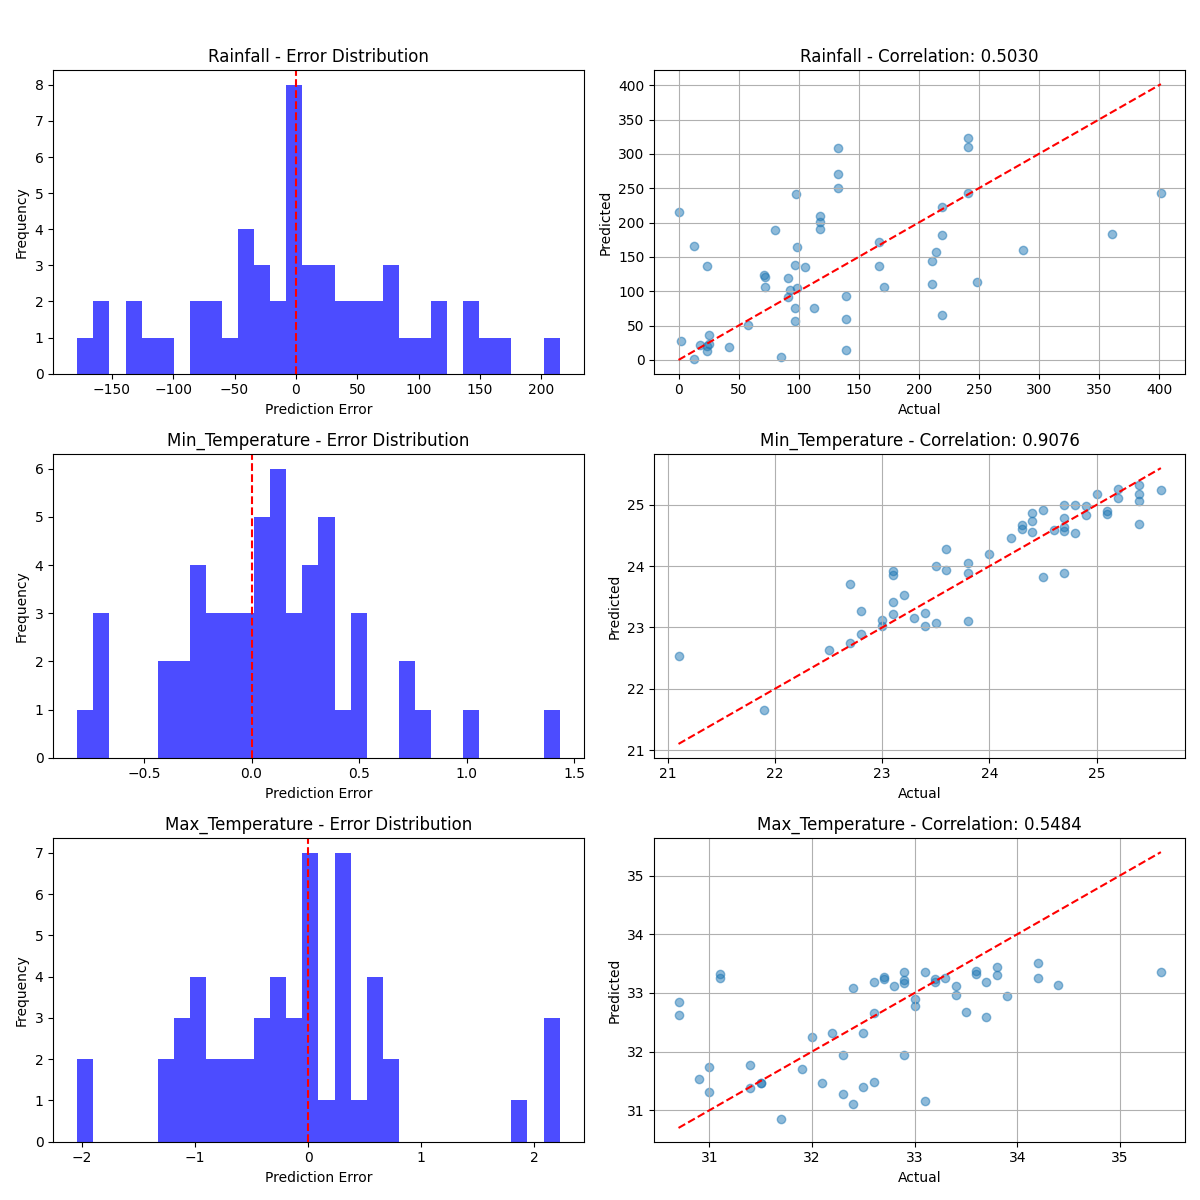 Rainfall - Error Distribution
8
7
6
5
4
3
2
1
0
Frequency
−150 −100 −50 0 50 100 150 200
Prediction Error
Rainfall - Correlation: 0.5030
400
350
300
250
200
150
100
50
0
Predicted
0 50 100 150 200 250 300 350 400
Actual
Min_Temperature - Error Distribution
6
5
4
3
2
1
0
Frequency
−0.5 0.0 0.5 1.0 1.5
Prediction Error
Min_Temperature - Correlation: 0.9076
25
24
23
22
21
Predicted
21 22 23 24 25
Actual
Max_Temperature - Error Distribution
7
6
5
4
3
2
1
0
Frequency
−2 −1 0 1 2
Prediction Error
Max_Temperature - Correlation: 0.5484
35
34
33
32
31
Predicted
31 32 33 34 35
Actual